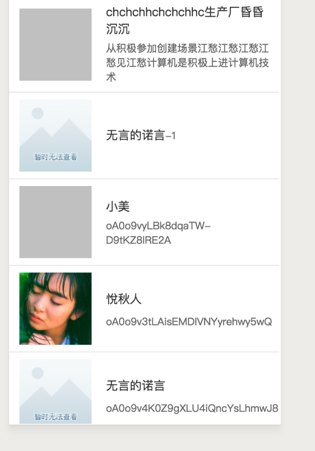 chchchhchchchhc生产厂昏昏
沉沉
从积极参加创建场景江愁江愁江愁江
愁见江愁计算机是积极上进计算机技
术
暂时无法查看
无言的诺言-1
小美
oA0o9vyLBk8dqaTW-
D9tKZ8lRE2A
悅秋人
oA0o9v3tLAisEMDIVNYyrehwy5wQ
暂时无法查看
无言的诺言
oA0o9v4K0Z9gXLU4lQncYsLhmwJ8